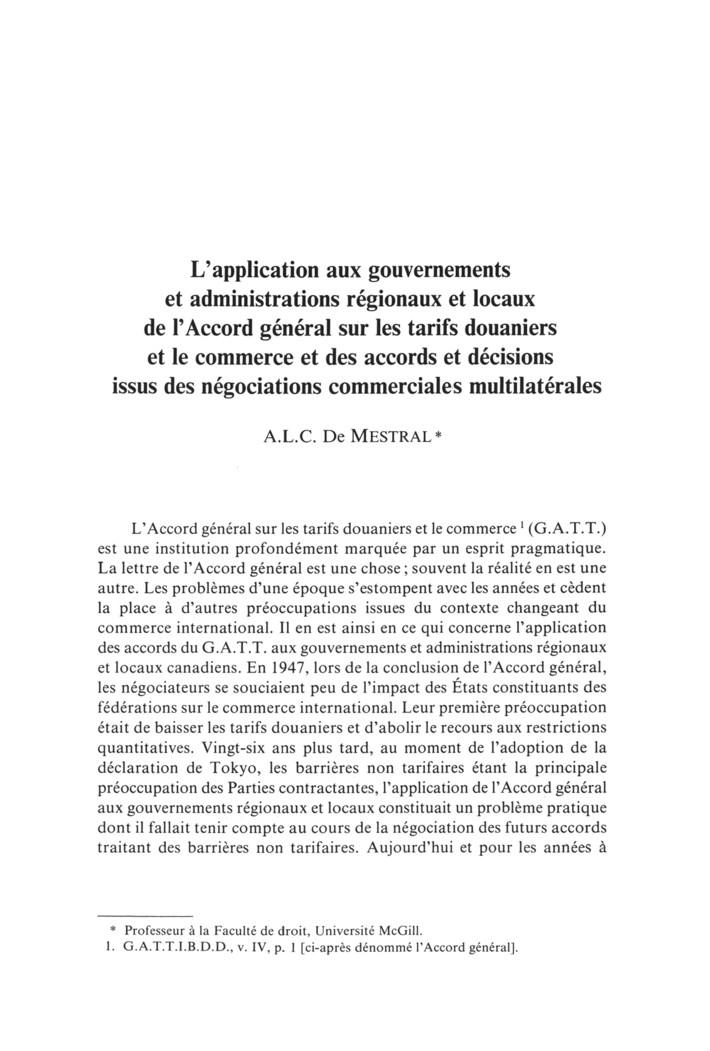 L'application aux gouvernements
et administrations régionaux et locaux
de l'Accord général sur les tarifs douaniers
et le commerce et des accords et décisions
issus des négociations commerciales multilatérales
A.L.C. De MESTRAL*
L'Accord général sur les tarifs douaniers et le commerce 1 (G.A.T.T.)
est une institution profondément marquée par un esprit pragmatique.
La lettre de l'Accord général est une chose ; souvent la réalité en est une
autre. Les problèmes d'une époque s'estompent avec les années et cèdent
la place à d'autres préoccupations issues du contexte changeant du
commerce international. Il en est ainsi en ce qui concerne l'application
des accords du G.A.T.T. aux gouvernements et administrations régionaux
et locaux canadiens. En 1947, lors de la conclusion de l'Accord général,
les négociateurs se souciaient peu de l'impact des États constituants des
fédérations sur le commerce international. Leur première préoccupation
était de baisser les tarifs douaniers et d'abolir le recours aux restrictions
quantitatives. Vingt-six ans plus tard, au moment de l'adoption de la
déclaration de Tokyo, les barrières non tarifaires étant la principale
préoccupation des Parties contractantes, l'application de l'Accord général
aux gouvernements régionaux et locaux constituait un problème pratique
dont il fallait tenir compte au cours de la négociation des futurs accords
traitant des barrières non tarifaires. Aujourd'hui et pour les années à
* Professeur à la Faculté de droit, Université McGill.
1. G.A.T.T.I.B.D.D., v. IV, p. 1 [ci-après dénommé l'Accord général].